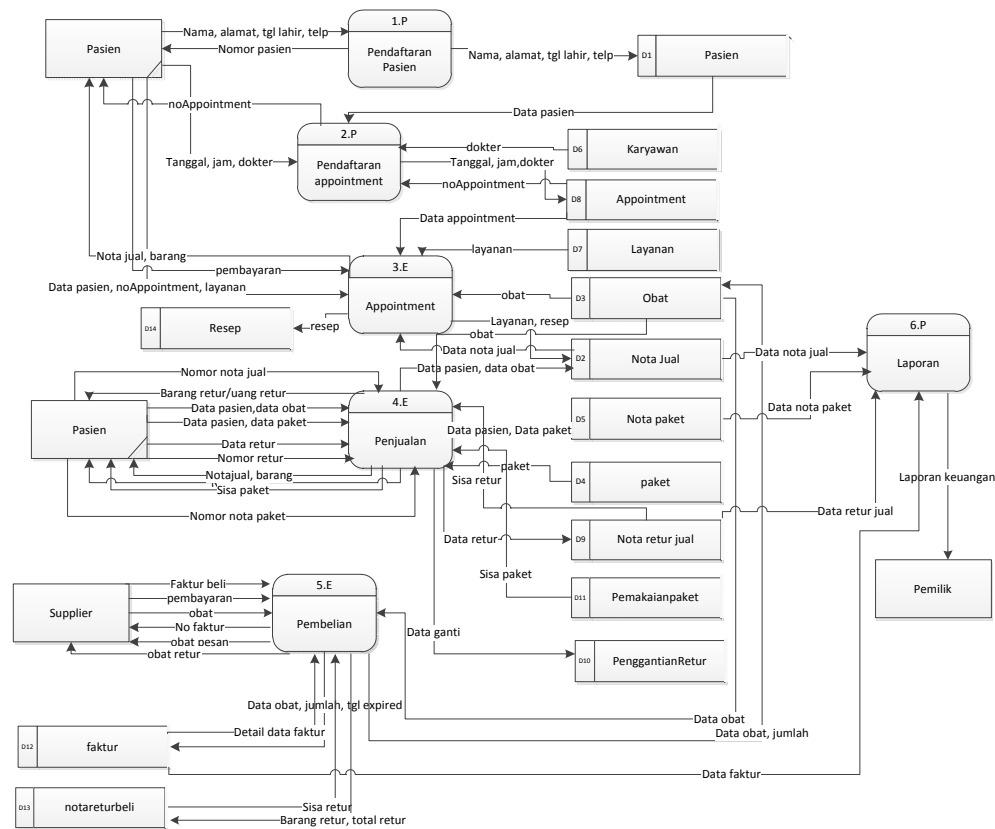 1.P
Pendaftaran
Pasien
Pasien
Nama, alamat, tgl lahir, telp
Nomor pasien
Nama, alamat, tgl lahir, telp
D1
Pasien
noAppointment
Data pasien
2.P
Pendaftaran
appointment
Tanggal, jam, dokter
dokter
Tanggal, jam,dokter
noAppointment
D6
Karyawan
D8
Appointment
Data appointment
layanan
D7
Layanan
Nota jual, barang
pembayaran
Data pasien, noAppointment, layanan
3.E
Appointment
obat
D3
Obat
D14
Resep
resep
Layanan, resep
obat
Data nota jual
D2
Nota Jual
Data nota jual
6.P
Laporan
Nomor nota jual
Data pasien, data obat
Barang retur/uang retur
Data pasien,data obat
Data pasien, data paket
Pasien
Data retur
Nomor retur
Notajual, barang
Sisa paket
Nomor nota paket
4.E
Penjualan
Data pasien, Data paket
D5
Nota paket
Data nota paket
paket
D4
paket
Sisa retur
Laporan keuangan
Data retur jual
Data retur
D9
Nota retur jual
Sisa paket
D11
Pemakaianpaket
Pemilik
Supplier
Faktur beli
pembayaran
obat
No faktur
obat pesan
obat retur
5.E
Pembelian
Data ganti
D10
PenggantianRetur
Data obat, jumlah, tgl expired
Data obat
Data obat, jumlah
D12
faktur
Detail data faktur
Data faktur
D13
notareturbeli
Sisa retur
Barang retur, total retur